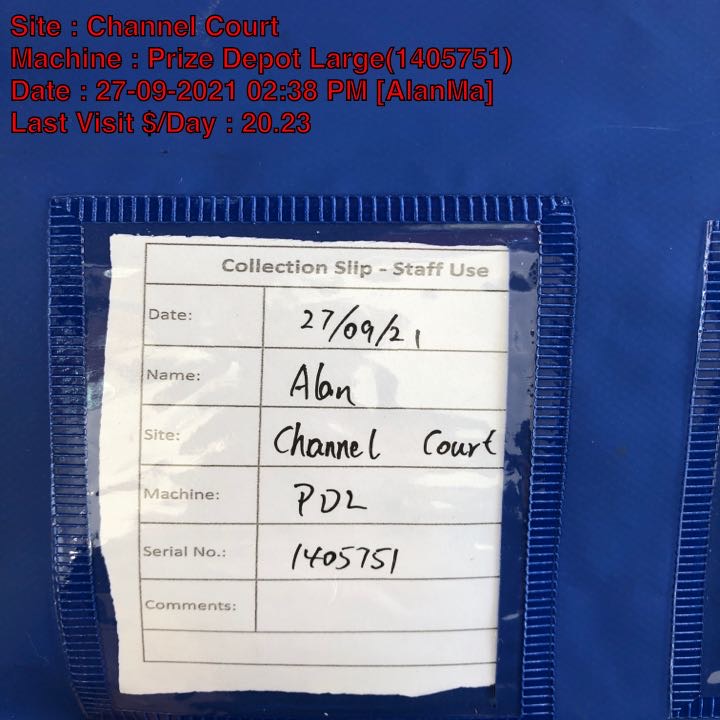 Site : Channel Court
Machine : Prize Depot Large(1405751)
Date : 27-09-2021 02:38 PM [AlanMa]
Last Visit $/Day : 20.23
Collection Slip - Staff Use
Date: 27/09/21
Name: Alan
Site: Channel Court
Machine: PDL
Serial No.: 1405751
Comments: